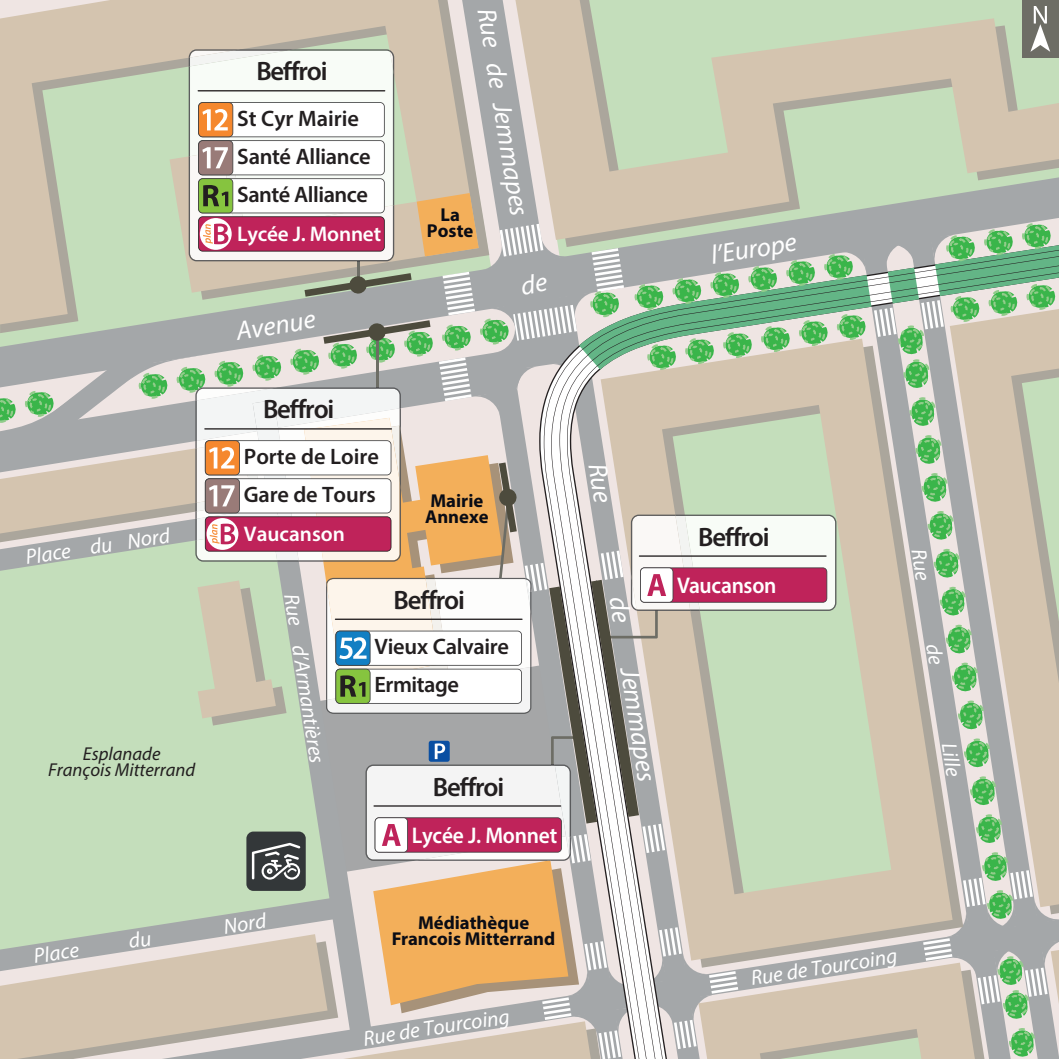 N
Rue de Jemmapes
Beffroi
12 St Cyr Mairie
17 Santé Alliance
R1 Santé Alliance
plan B Lycée J. Monnet
La
Poste
Avenue de l'Europe
Beffroi
12 Porte de Loire
17 Gare de Tours
plan B Vaucanson
Mairie
Annexe
Place du Nord
Rue d'Armantières
Beffroi
52 Vieux Calvaire
R1 Ermitage
Beffroi
A Vaucanson
Rue de Jemmapes
Rue de Lille
Esplanade
François Mitterrand
P
Beffroi
A Lycée J. Monnet
Médiathèque
Francois Mitterrand
Place du Nord
Rue de Tourcoing
Rue de Tourcoing